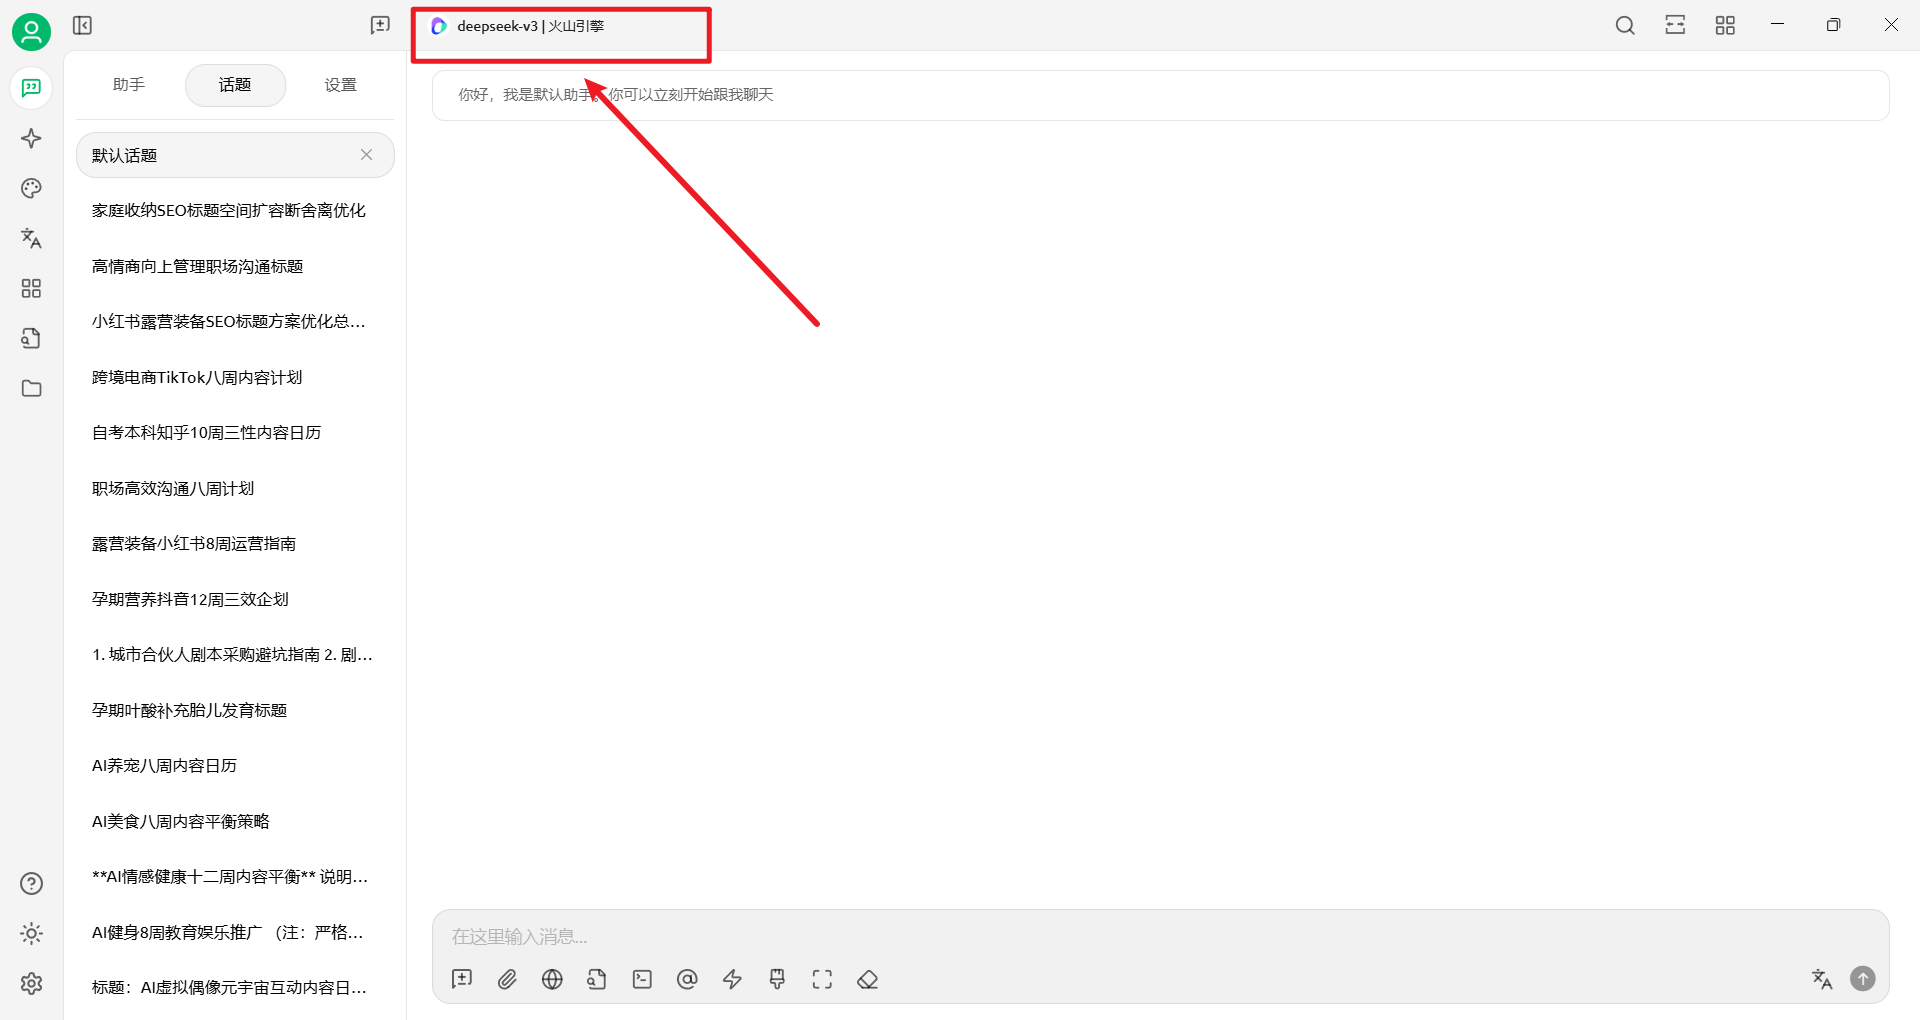 deepseek-v3 | 火山引擎
助手
话题
设置
默认话题
家庭收纳SEO标题空间扩容断舍离优化
高情商向上管理职场沟通标题
小红书露营装备SEO标题方案优化总...
跨境电商TikTok八周内容计划
自考本科知乎10周三性内容日历
职场高效沟通八周计划
露营装备小红书8周运营指南
孕期营养抖音12周三效企划
1. 城市合伙人剧本采购避坑指南 2. 剧...
孕期叶酸补充胎儿发育标题
AI养宠八周内容日历
AI美食八周内容平衡策略
**AI情感健康十二周内容平衡** 说明...
AI健身8周教育娱乐推广 （注：严格...
标题：AI虚拟偶像元宇宙互动内容日...
你好，我是默认助手。你可以立刻开始跟我聊天
在这里输入消息...